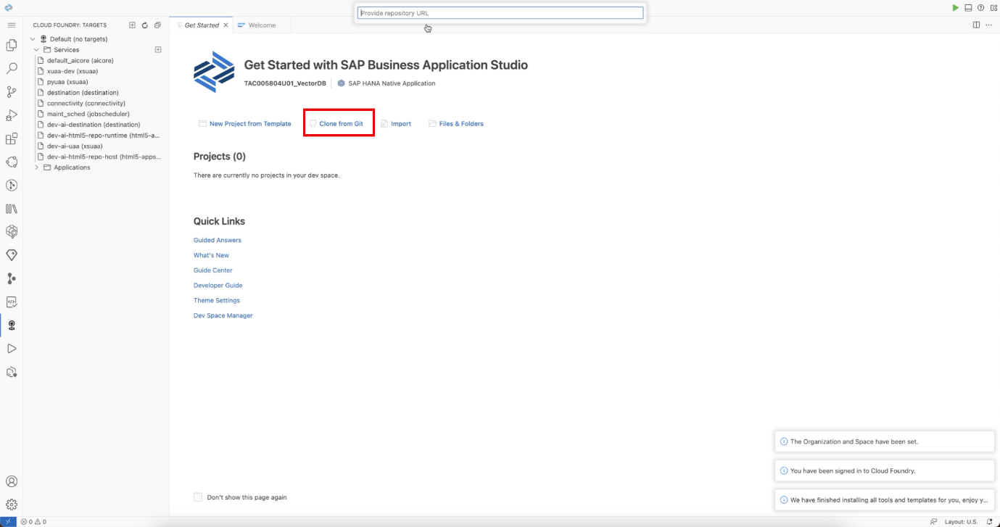 Provide repository URL
CLOUD FOUNDRY: TARGETS
Default (no targets)
Services
default_aicore (aicore)
xuaa-dev (xsuaa)
pyuaa (xsuaa)
destination (destination)
connectivity (connectivity)
maint_sched (jobscheduler)
dev-ai-destination (destination)
dev-ai-html5-repo-runtime (html5-a...
dev-ai-uaa (xsuaa)
dev-ai-html5-repo-host (html5-apps...
Applications
Get Started
Welcome
Get Started with SAP Business Application Studio
TAC005804U01_VectorDB
SAP HANA Native Application
New Project from Template
Clone from Git
Import
Files & Folders
Projects (0)
There are currently no projects in your dev space.
Quick Links
Guided Answers
What's New
Guide Center
Developer Guide
Theme Settings
Dev Space Manager
Don't show this page again
The Organization and Space have been set.
You have been signed in to Cloud Foundry.
We have finished installing all tools and templates for you, enjoy y...
0 0
Layout: U.S.